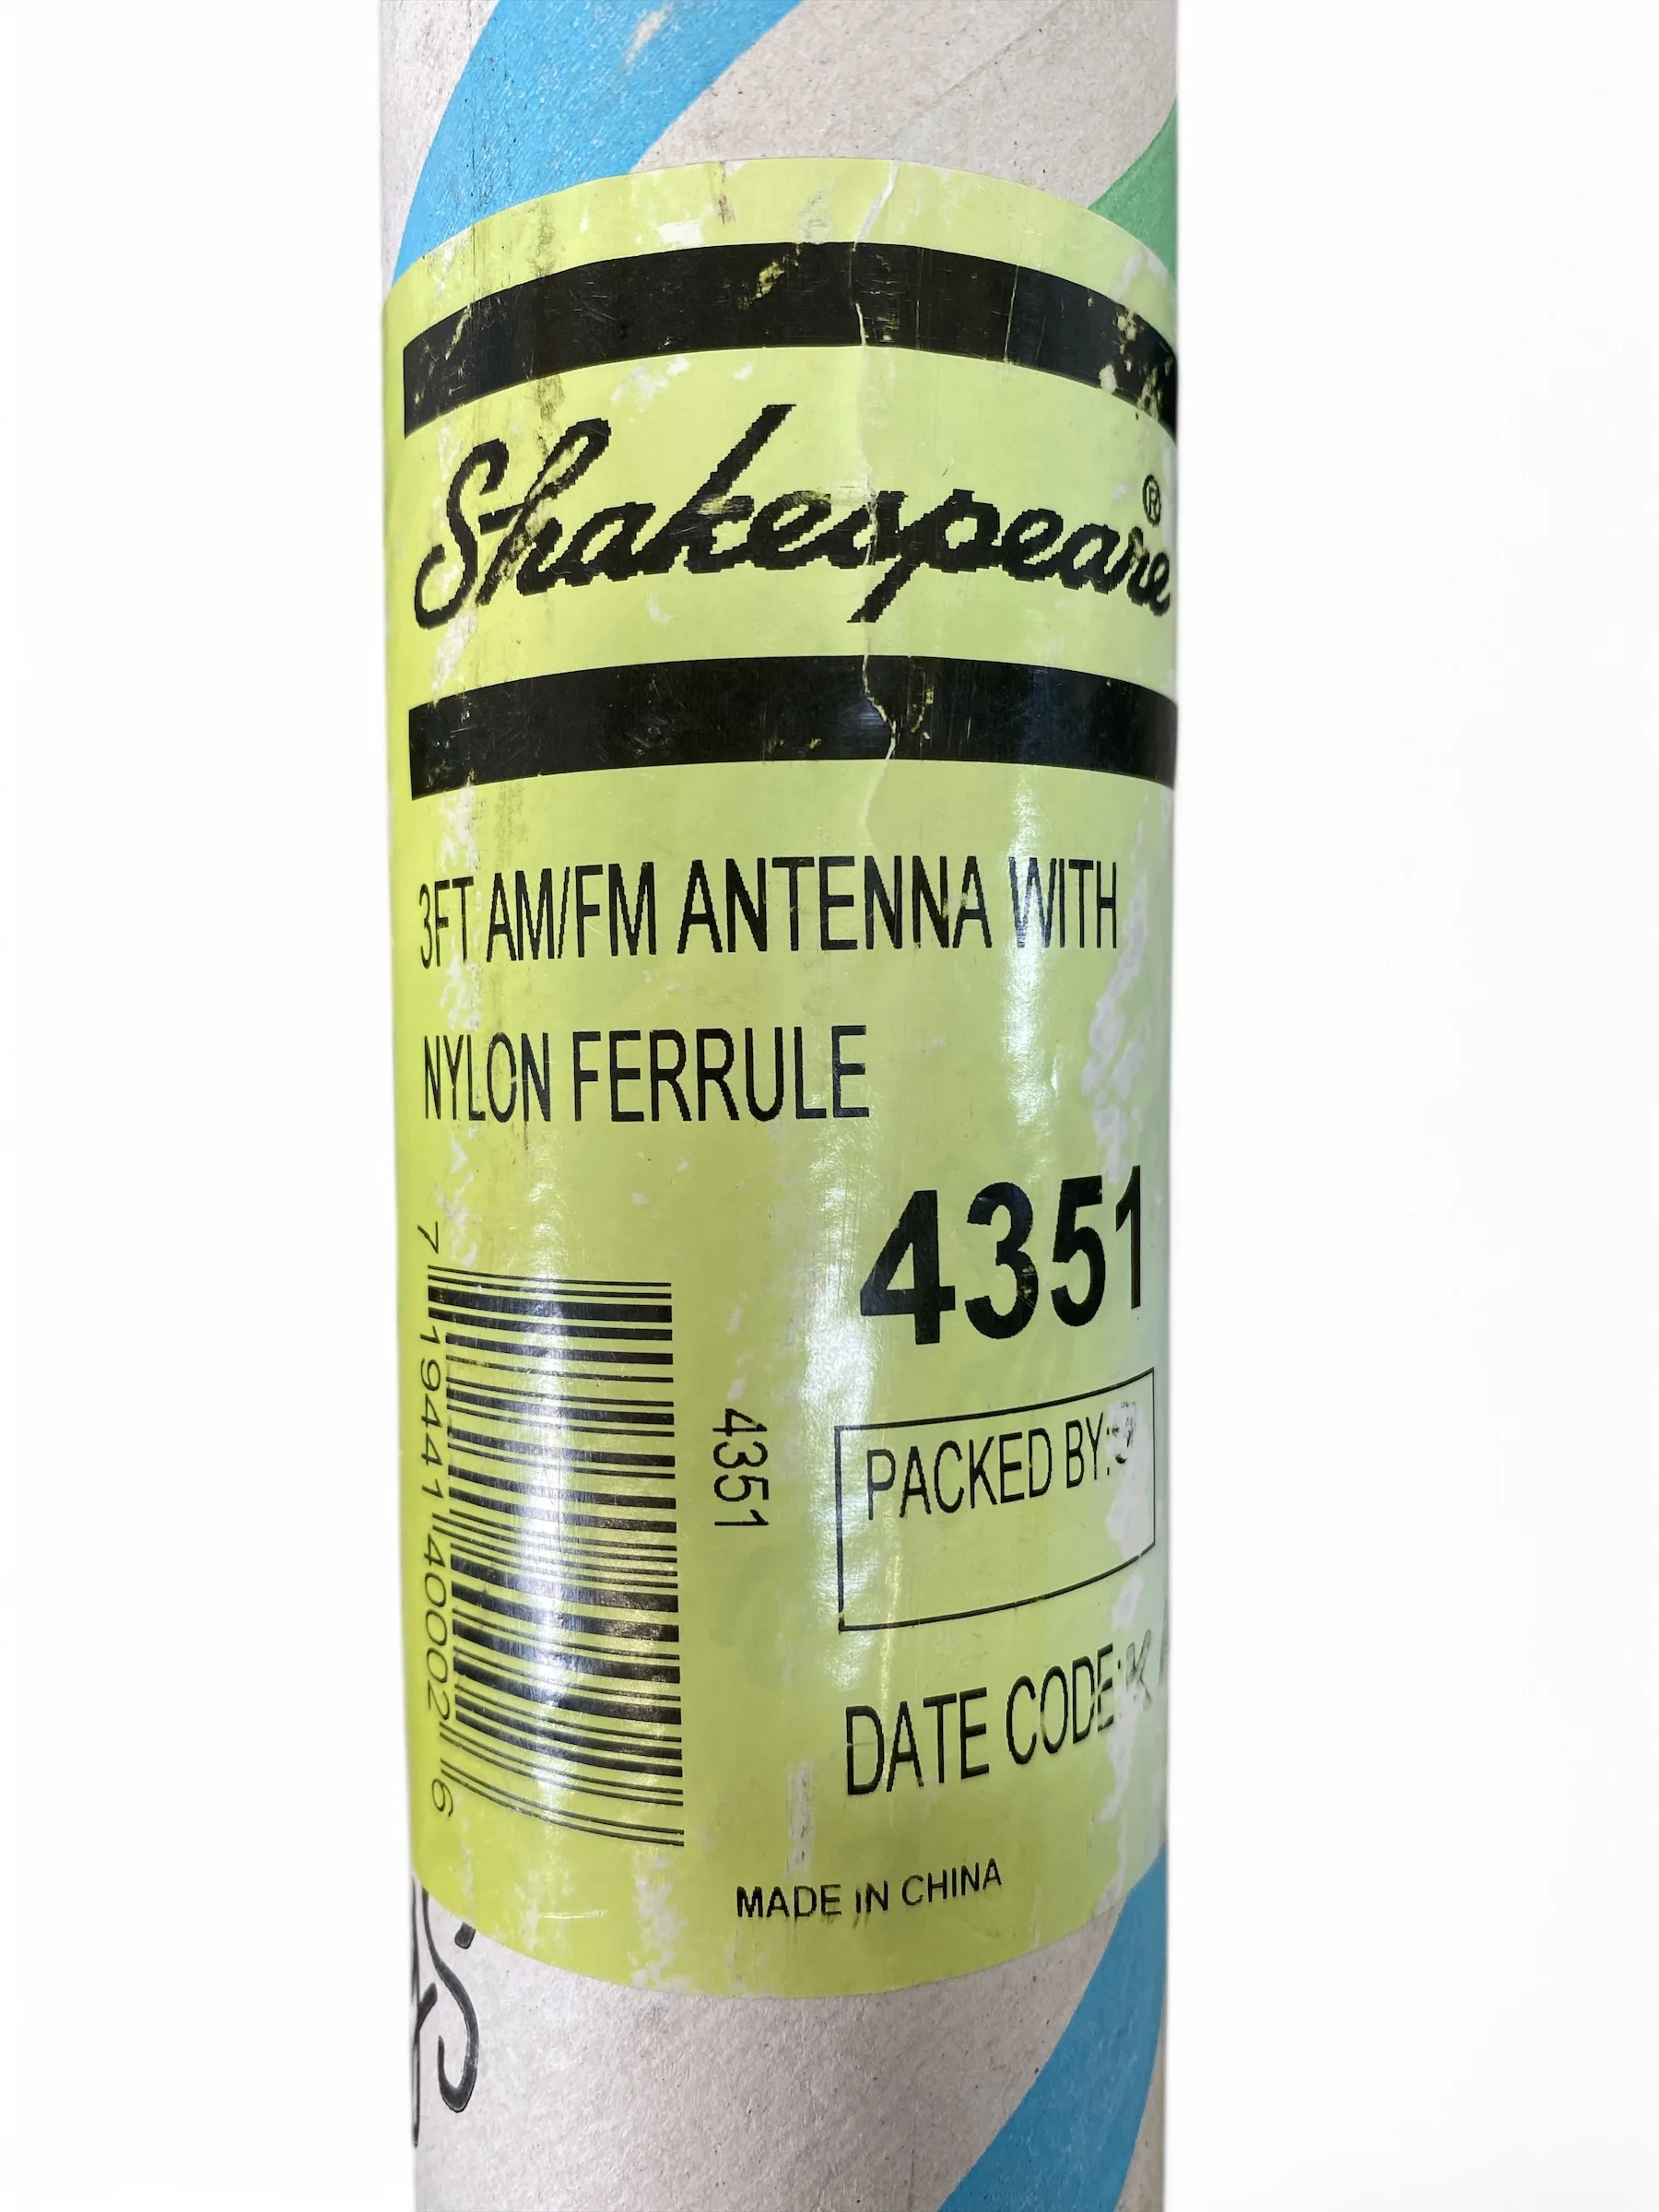 Shakespeare®
3FT AM/FM ANTENNA WITH
NYLON FERRULE
4351
7 19441 40002 6
4351
PACKED BY:
DATE CODE:
MADE IN CHINA